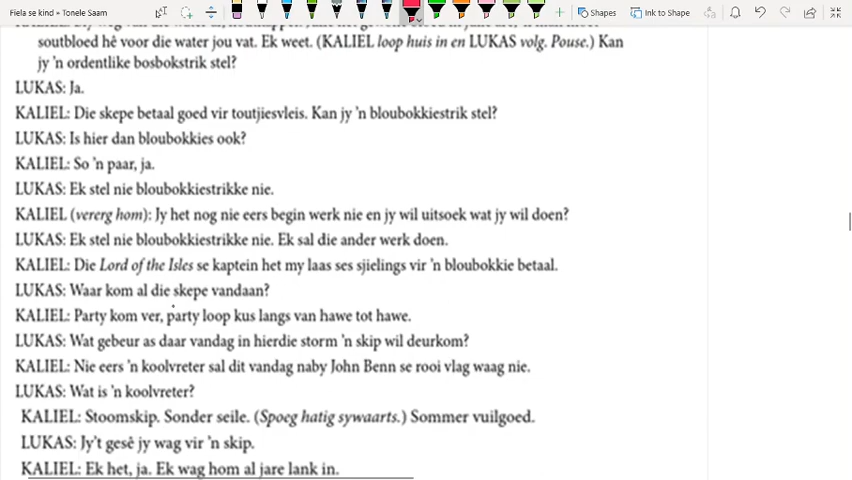 Fiela se kind • Tonele Saam
Shapes
Ink to Shape
soutbloed hê voor die water jou vat. Ek weet. (KALIEL loop huis in en LUKAS volg. Pouse.) Kan
jy 'n ordentlike bosbokstrik stel?
LUKAS: Ja.
KALIEL: Die skepe betaal goed vir toutjiesvleis. Kan jy 'n bloubokkiestrik stel?
LUKAS: Is hier dan bloubokkies ook?
KALIEL: So 'n paar, ja.
LUKAS: Ek stel nie bloubokkiestrikke nie.
KALIEL (vererg hom): Jy het nog nie eers begin werk nie en jy wil uitsoek wat jy wil doen?
LUKAS: Ek stel nie bloubokkiestrikke nie. Ek sal die ander werk doen.
KALIEL: Die Lord of the Isles se kaptein het my laas ses sjielings vir 'n bloubokkie betaal.
LUKAS: Waar kom al die skepe vandaan?
KALIEL: Party kom ver, party loop kus langs van hawe tot hawe.
LUKAS: Wat gebeur as daar vandag in hierdie storm 'n skip wil deurkom?
KALIEL: Nie eers 'n koolvreter sal dit vandag naby John Benn se rooi vlag waag nie.
LUKAS: Wat is 'n koolvreter?
KALIEL: Stoomskip. Sonder seile. (Spoeg hatig sywaarts.) Sommer vuilgoed.
LUKAS: Jy't gesê jy wag vir 'n skip.
KALIEL: Ek het, ja. Ek wag hom al jare lank in.